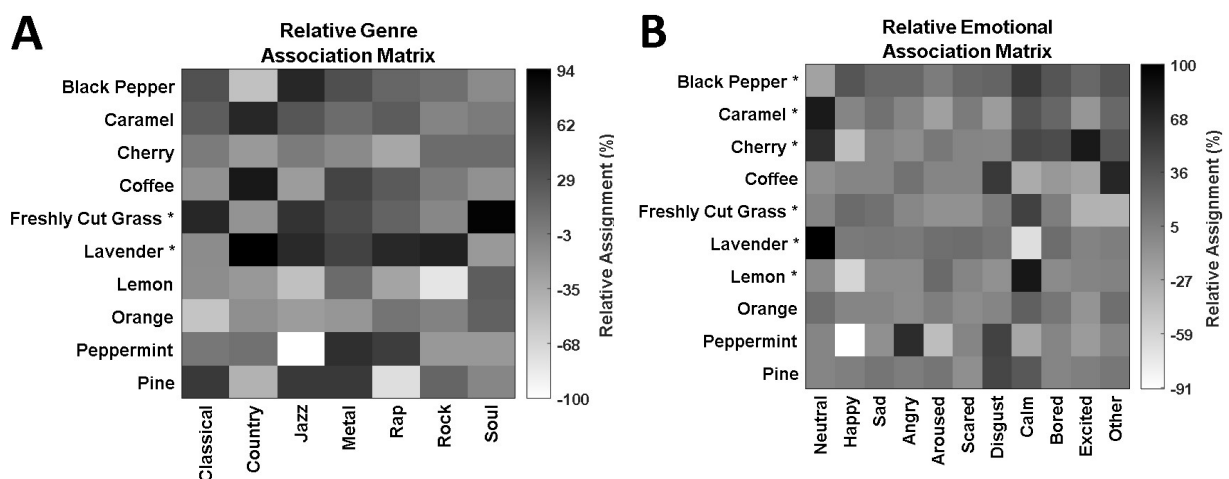 A
Relative Genre
Association Matrix
Black Pepper
Caramel
Cherry
Coffee
Freshly Cut Grass *
Lavender *
Lemon
Orange
Peppermint
Pine
Classical
Country
Jazz
Metal
Rap
Rock
Soul
94
62
29
-3
-35
-68
-100
Relative Assignment (%)
B
Relative Emotional
Association Matrix
Black Pepper *
Caramel *
Cherry *
Coffee
Freshly Cut Grass *
Lavender *
Lemon *
Orange
Peppermint
Pine
Neutral
Happy
Sad
Angry
Aroused
Scared
Disgust
Calm
Bored
Excited
Other
100
68
36
5
-27
-59
-91
Relative Assignment (%)